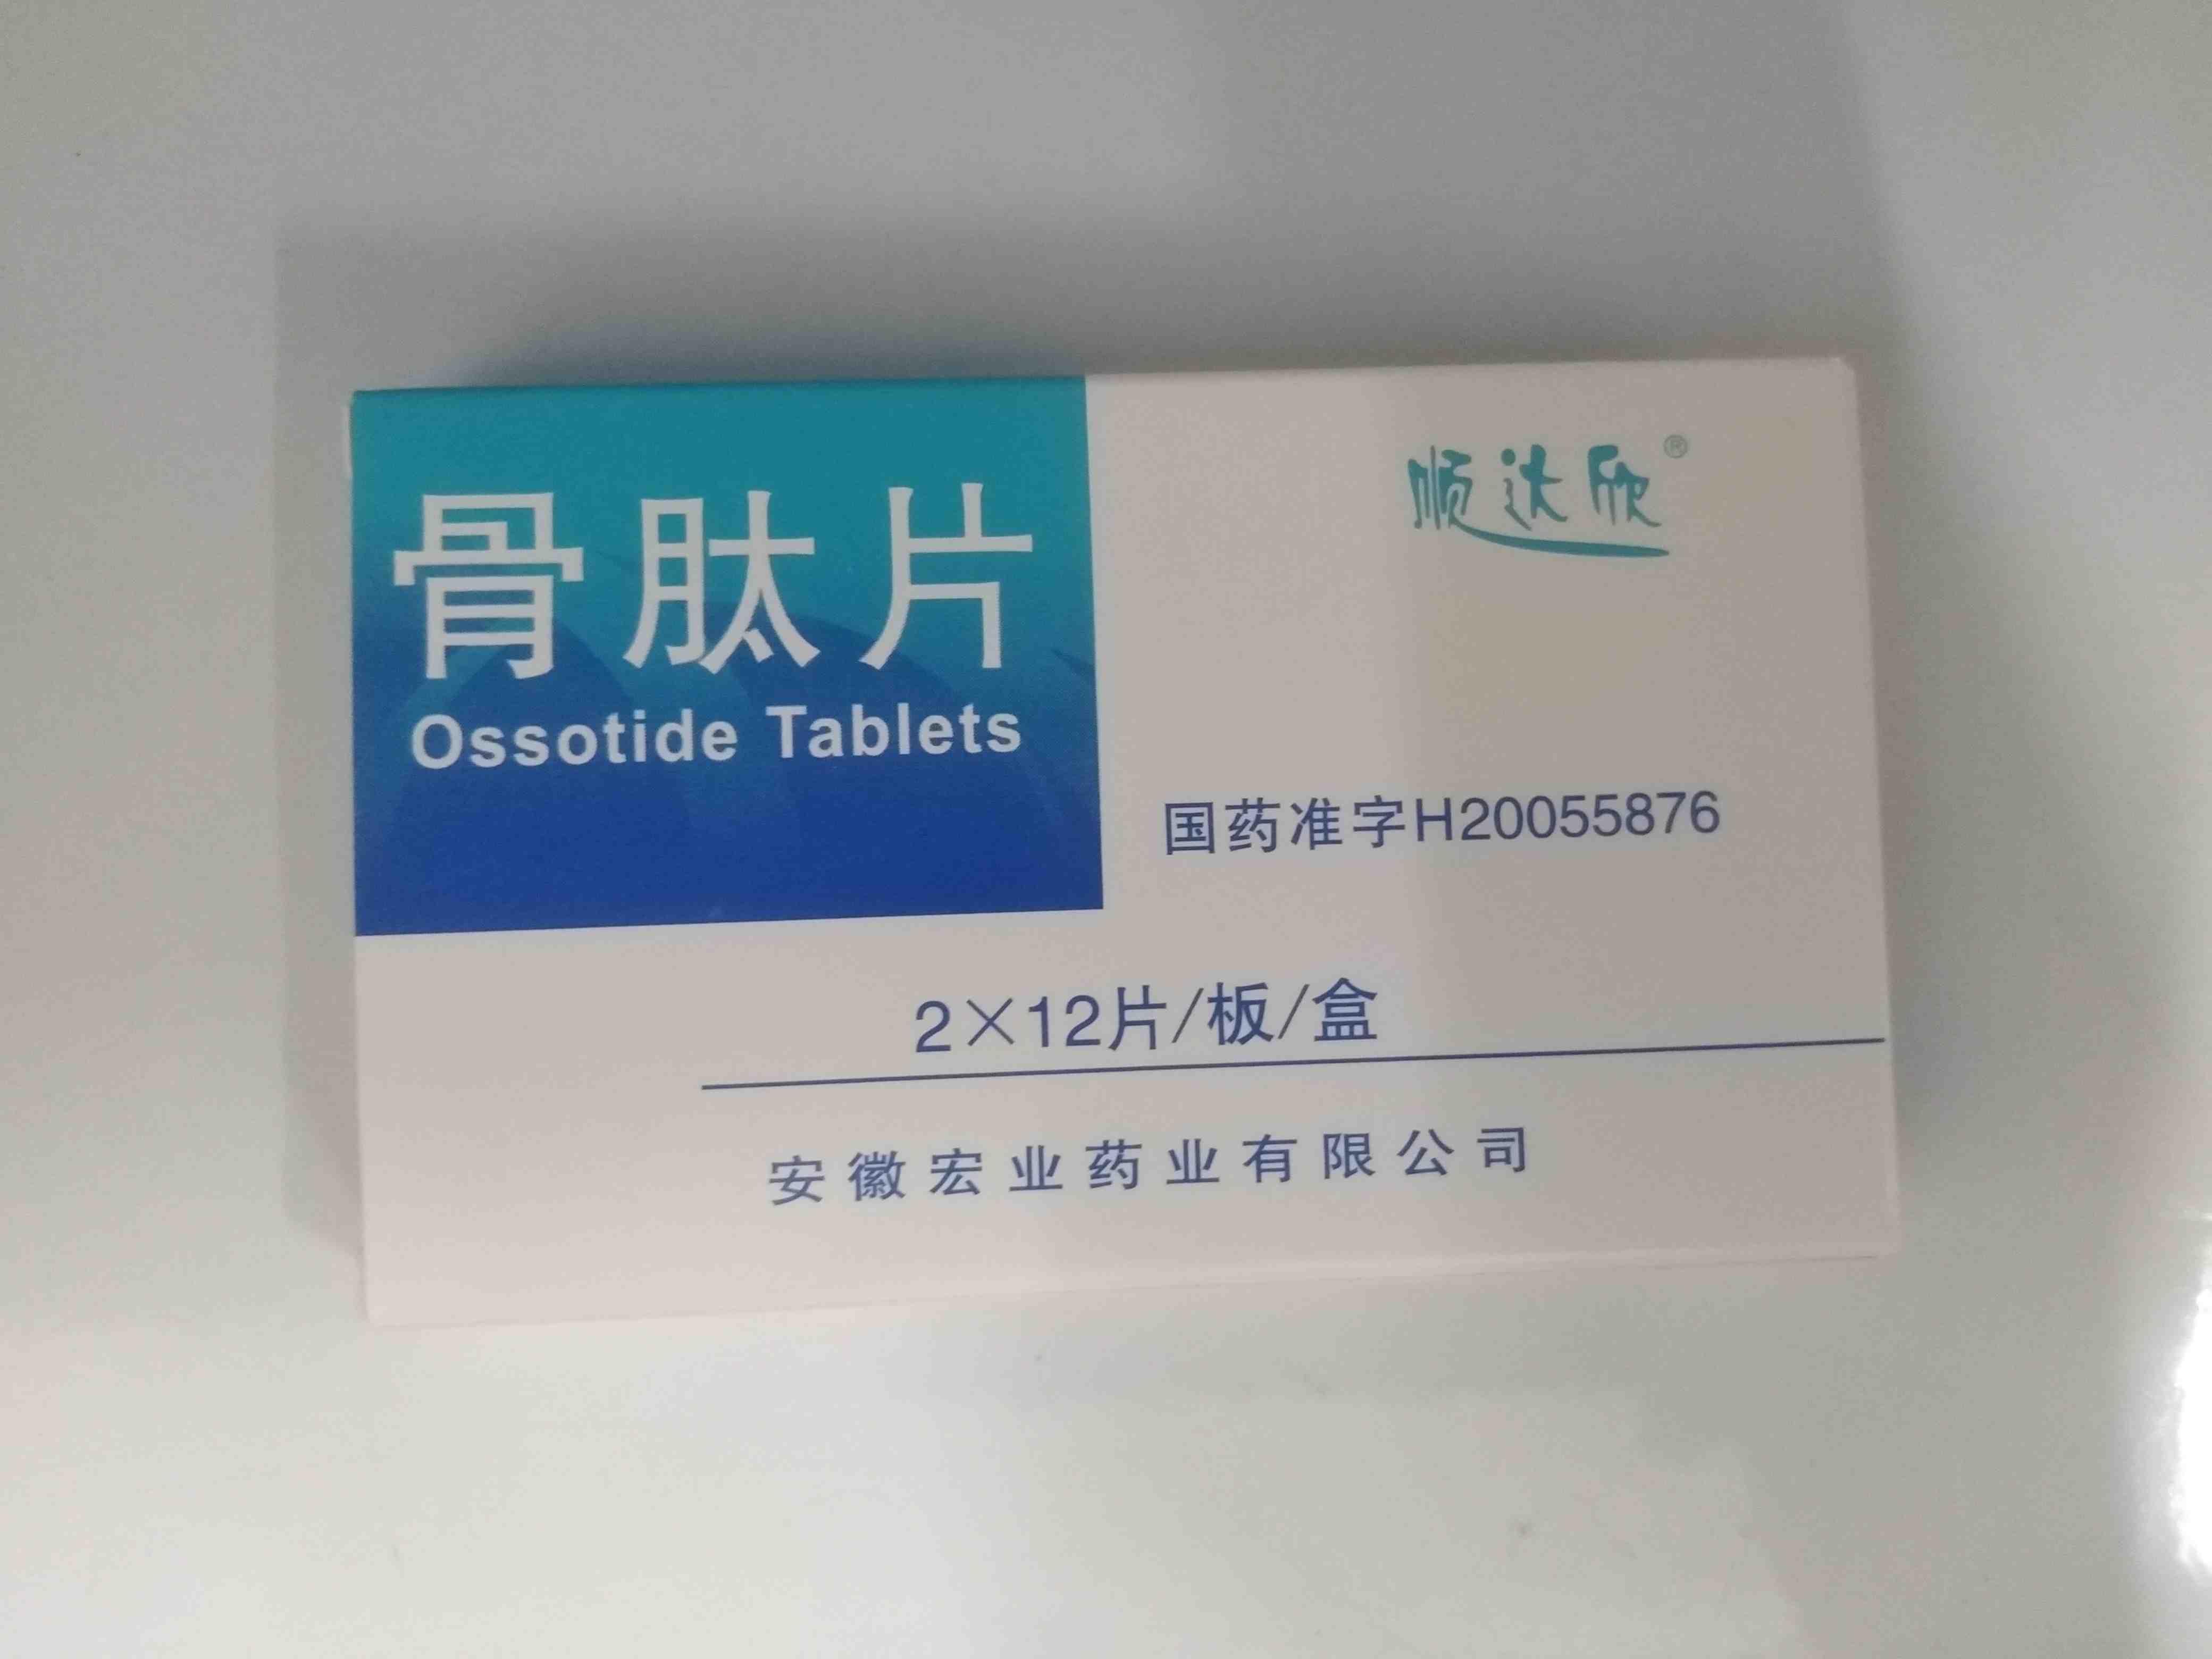 顺达欣®
骨肽片
Ossotide Tablets
国药准字H20055876
2×12片/板/盒
安徽宏业药业有限公司